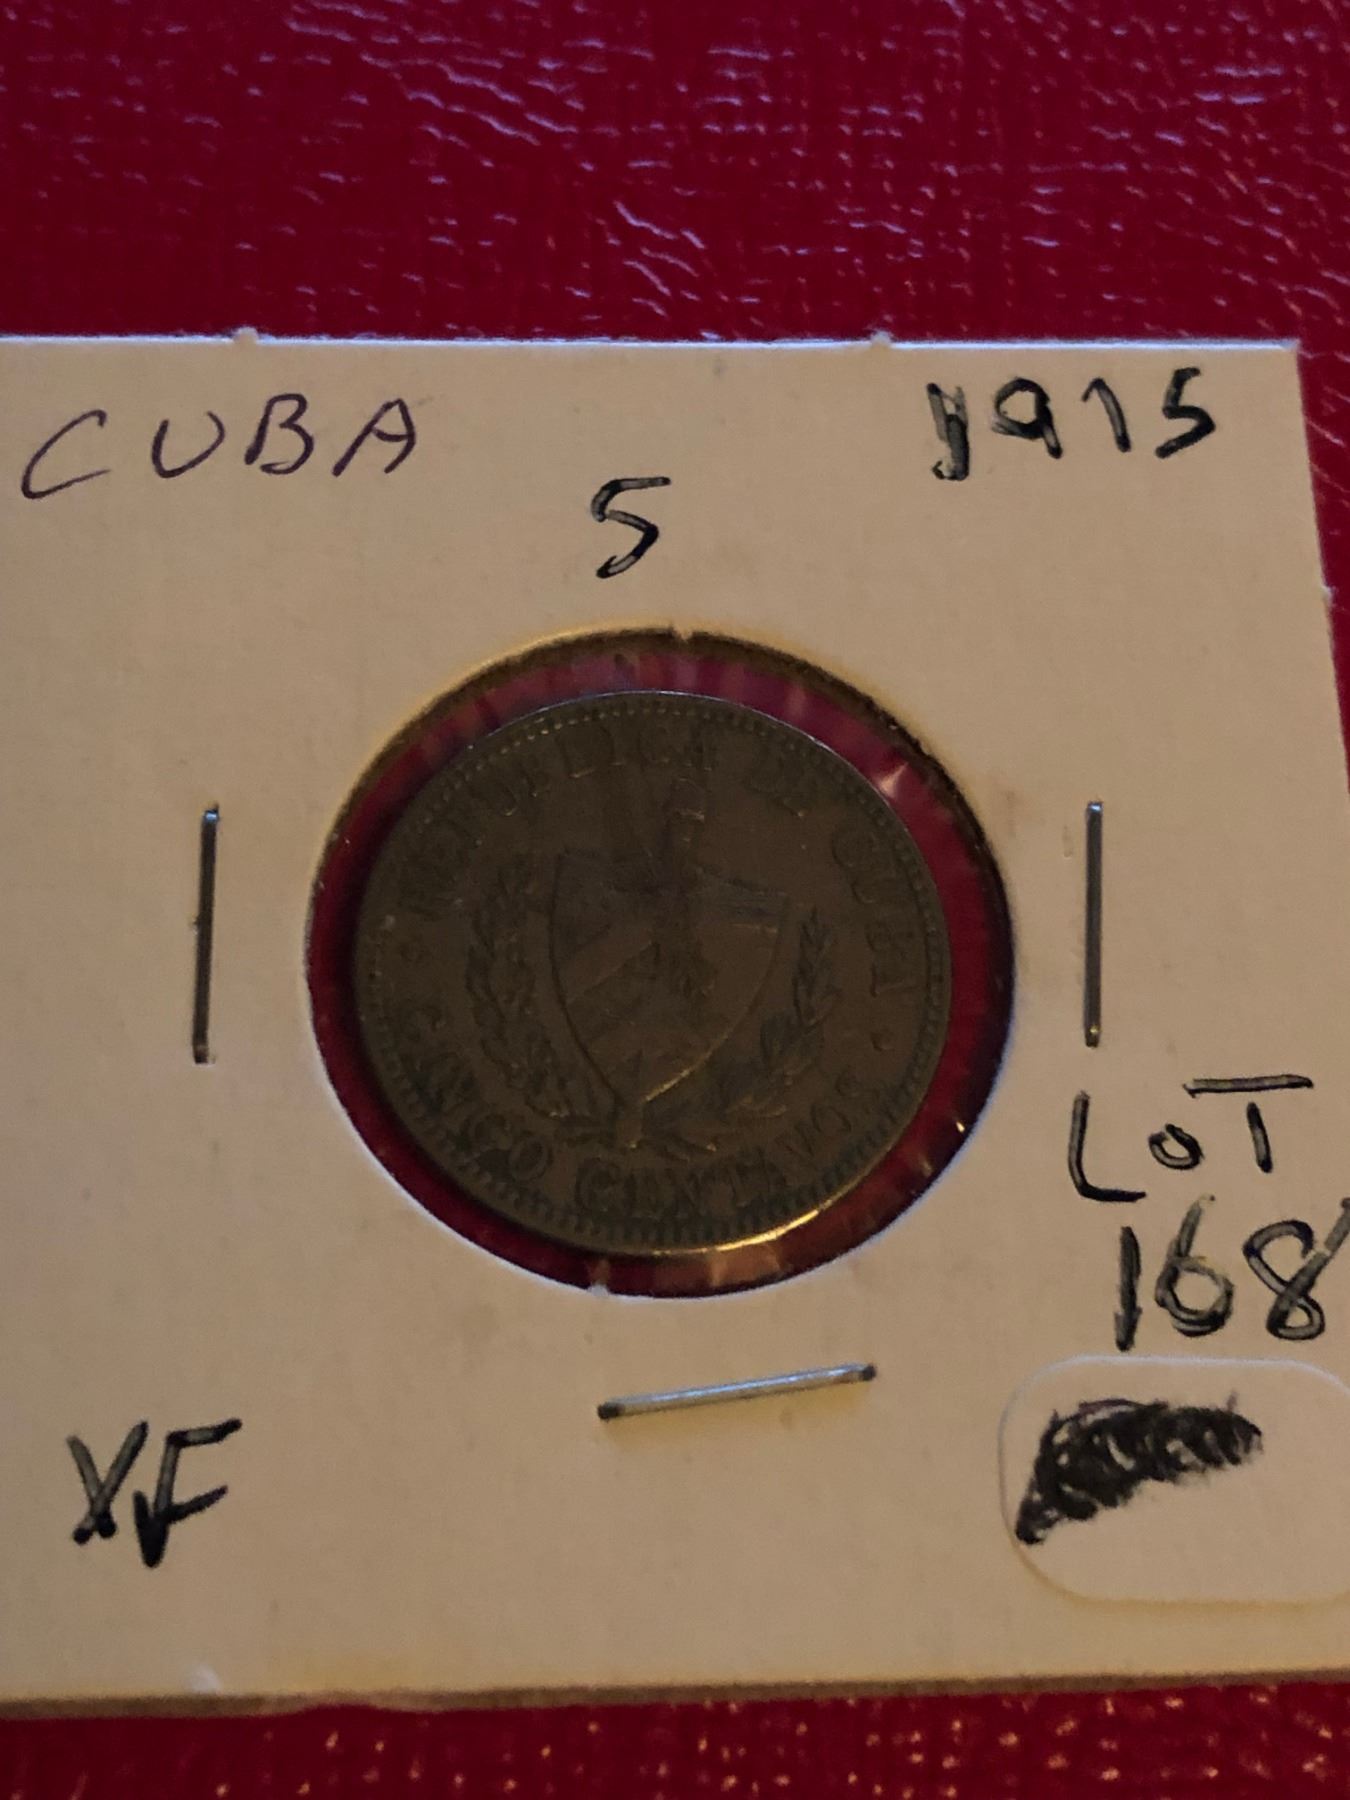 CUBA
1915
5
REPUBLICA DE CUBA
CINCO CENTAVOS
LOT
168
XF